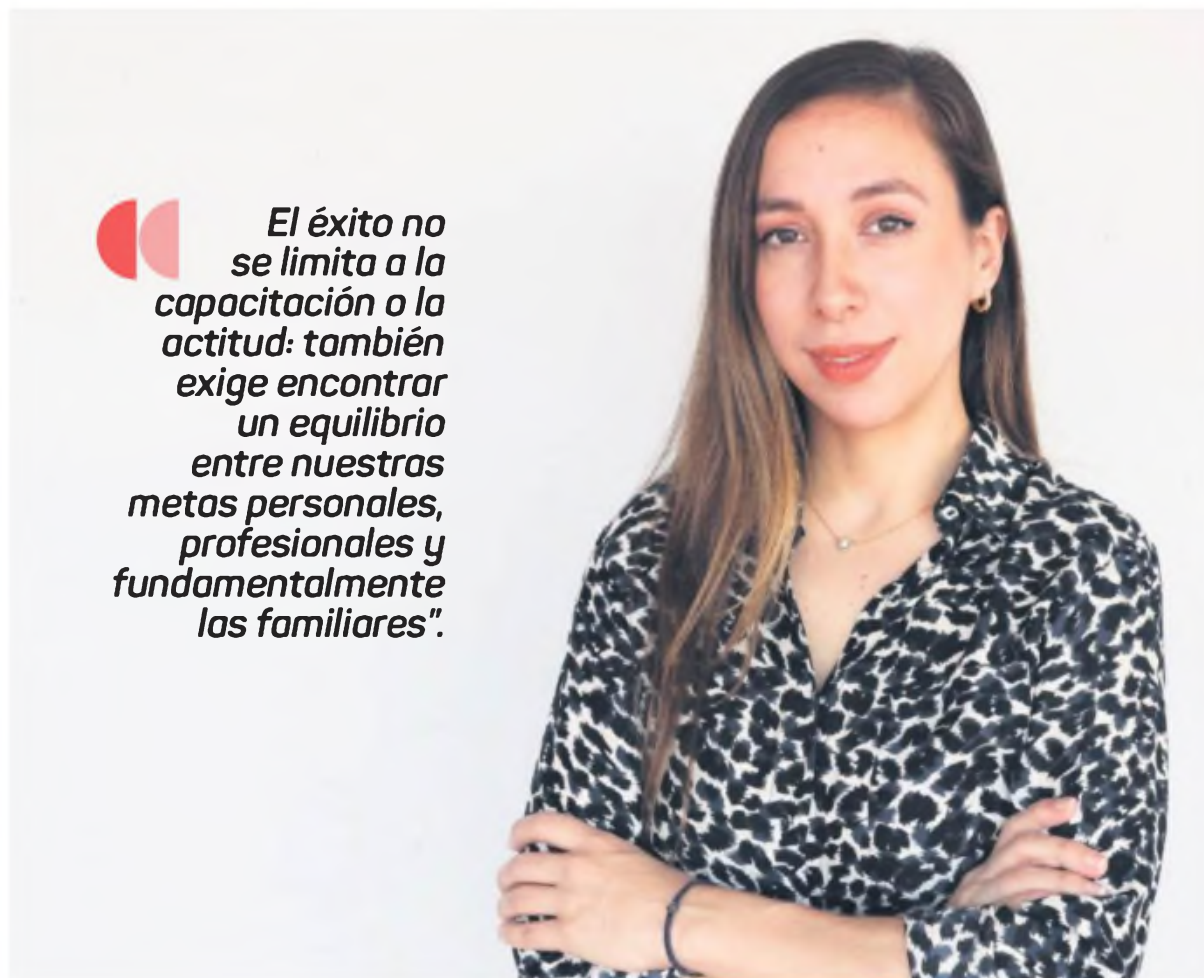 El éxito no
se limita a la
capacitación o la
actitud: también
exige encontrar
un equilibrio
entre nuestras
metas personales,
profesionales y
fundamentalmente
las familiares”.